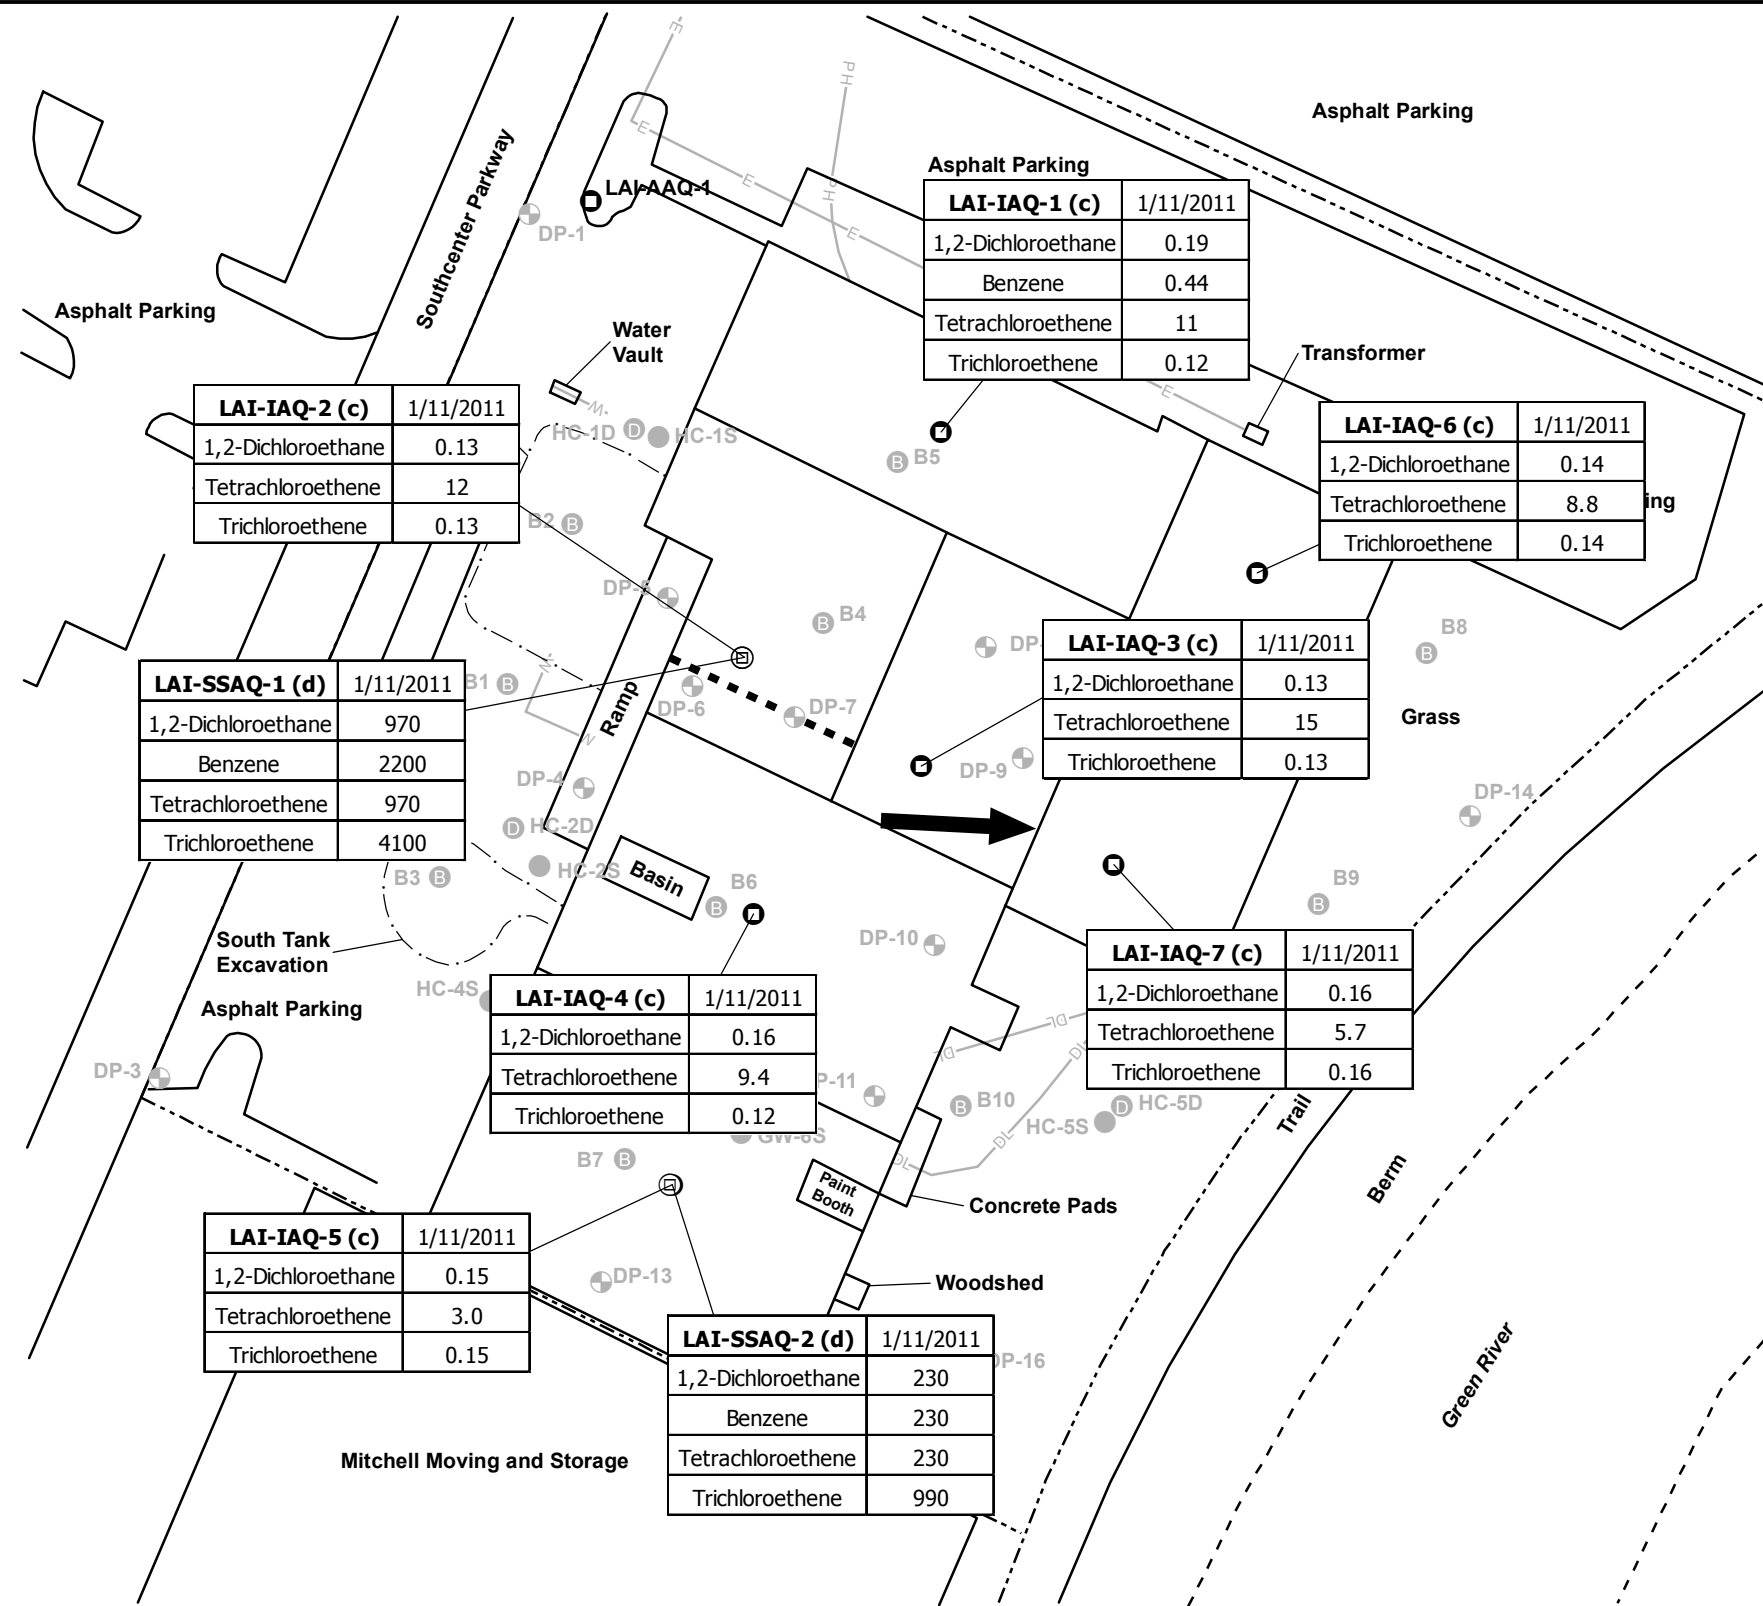 E
PH
Asphalt Parking
E
Southcenter Parkway
Asphalt Parking
E
PH
LAI-AAQ-1
DP-1
E
LAI-IAQ-1 (c) 1/11/2011
1,2-Dichloroethane 0.19
Benzene 0.44
Tetrachloroethene 11
Trichloroethene 0.12
Asphalt Parking
Water
Vault
Transformer
E
W
LAI-IAQ-2 (c) 1/11/2011
1,2-Dichloroethane 0.13
Tetrachloroethene 12
Trichloroethene 0.13
HC-1D D HC-1S
B B5
LAI-IAQ-6 (c) 1/11/2011
1,2-Dichloroethane 0.14
Tetrachloroethene 8.8
Trichloroethene 0.14
ing
B2 B
DP-5
B B4
DP-
LAI-IAQ-3 (c) 1/11/2011
1,2-Dichloroethane 0.13
Tetrachloroethene 15
Trichloroethene 0.13
B8
B
LAI-SSAQ-1 (d) 1/11/2011
1,2-Dichloroethane 970
Benzene 2200
Tetrachloroethene 970
Trichloroethene 4100
B1 B
W
W
Ramp
DP-6
DP-7
Grass
DP-4
DP-9
DP-14
D HC-2D
HC-2S
Basin
B3 B
B6
B
B9
B
South Tank
Excavation
DP-10
LAI-IAQ-7 (c) 1/11/2011
1,2-Dichloroethane 0.16
Tetrachloroethene 5.7
Trichloroethene 0.16
HC-4S
Asphalt Parking
LAI-IAQ-4 (c) 1/11/2011
1,2-Dichloroethane 0.16
Tetrachloroethene 9.4
Trichloroethene 0.12
DL
DL
DL
DP-3
P-11
B B10
D HC-5D
HC-5S
Trail
GW-6S
DL
DL
B7 B
Paint
Booth
Berm
Concrete Pads
LAI-IAQ-5 (c) 1/11/2011
1,2-Dichloroethane 0.15
Tetrachloroethene 3.0
Trichloroethene 0.15
DP-13
Woodshed
LAI-SSAQ-2 (d) 1/11/2011
1,2-Dichloroethane 230
Benzene 230
Tetrachloroethene 230
Trichloroethene 990
DP-16
Green River
Mitchell Moving and Storage